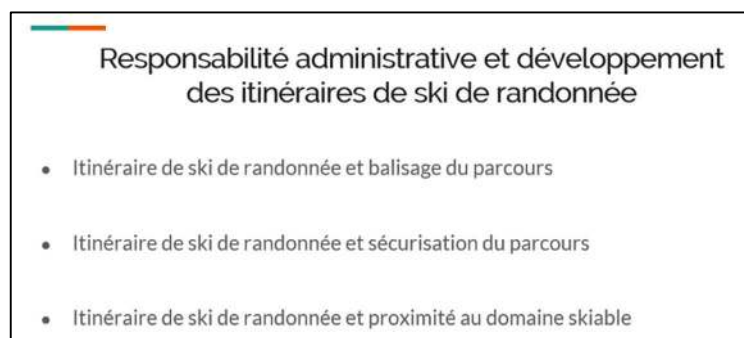 Responsabilité administrative et développement
des itinéraires de ski de randonnée
• Itinéraire de ski de randonnée et balisage du parcours
• Itinéraire de ski de randonnée et sécurisation du parcours
• Itinéraire de ski de randonnée et proximité au domaine skiable